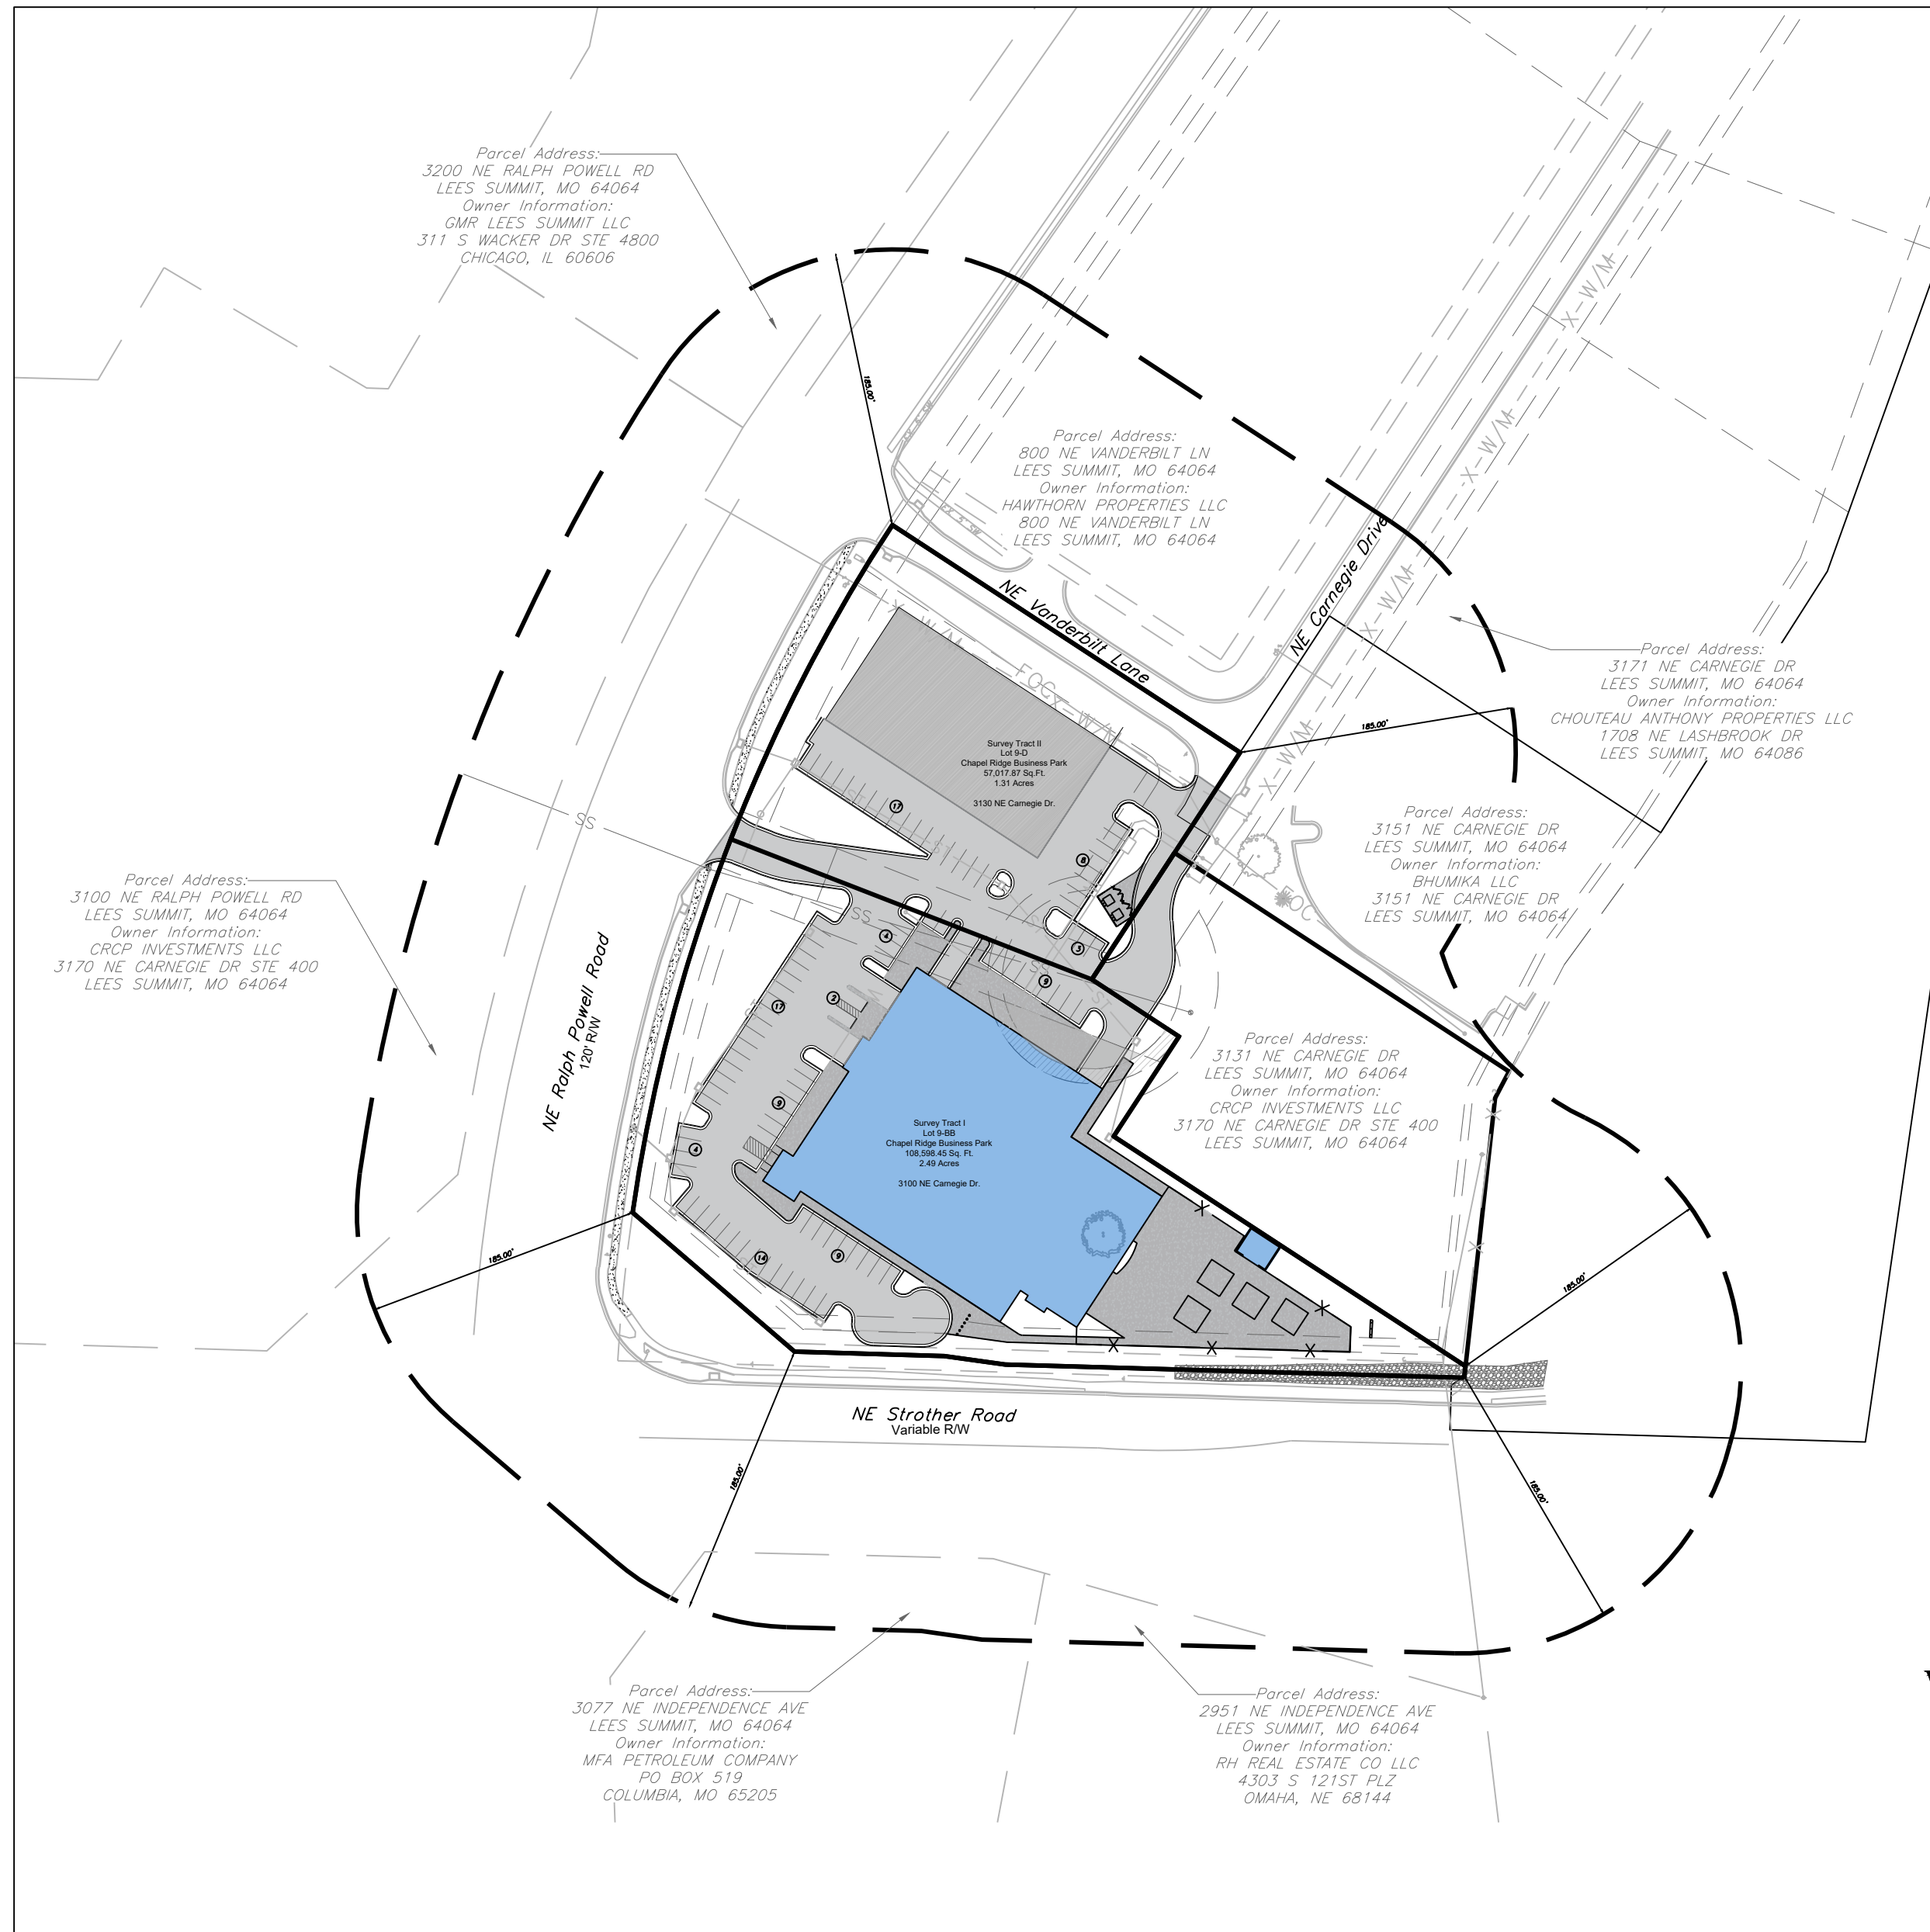 Parcel Address:
3200 NE RALPH POWELL RD
LEES SUMMIT, MO 64064
Owner Information:
GMR LEES SUMMIT LLC
311 S WACKER DR STE 4800
CHICAGO, IL 60606
185.00'
Parcel Address:
800 NE VANDERBILT LN
LEES SUMMIT, MO 64064
Owner Information:
HAWTHORN PROPERTIES LLC
800 NE VANDERBILT LN
LEES SUMMIT, MO 64064
X-W/M
X-W/M
X-W/M
X-W/M
X-W/M
NE Carnegie Drive
NE Vanderbilt Lane
Parcel Address:
3171 NE CARNEGIE DR
LEES SUMMIT, MO 64064
Owner Information:
CHOUTEAU ANTHONY PROPERTIES LLC
1708 NE LASHBROOK DR
LEES SUMMIT, MO 64086
185.00'
Survey Tract II
Lot 9-D
Chapel Ridge Business Park
57,017.87 Sq.Ft.
1.31 Acres
3130 NE Carnegie Dr.
17
8
3
SS
Parcel Address:
3151 NE CARNEGIE DR
LEES SUMMIT, MO 64064
Owner Information:
BHUMIKA LLC
3151 NE CARNEGIE DR
LEES SUMMIT, MO 64064
FOC
Parcel Address:
3100 NE RALPH POWELL RD
LEES SUMMIT, MO 64064
Owner Information:
CRCP INVESTMENTS LLC
3170 NE CARNEGIE DR STE 400
LEES SUMMIT, MO 64064
NE Ralph Powell Road
120' R/W
SS
4
9
17
2
9
4
14
9
Parcel Address:
3131 NE CARNEGIE DR
LEES SUMMIT, MO 64064
Owner Information:
CRCP INVESTMENTS LLC
3170 NE CARNEGIE DR STE 400
LEES SUMMIT, MO 64064
Survey Tract I
Lot 9-BB
Chapel Ridge Business Park
108,598.45 Sq. Ft.
2.49 Acres
3100 NE Carnegie Dr.
185.00'
185.00'
NE Strother Road
Variable R/W
185.00'
185.00'
Parcel Address:
3077 NE INDEPENDENCE AVE
LEES SUMMIT, MO 64064
Owner Information:
MFA PETROLEUM COMPANY
PO BOX 519
COLUMBIA, MO 65205
Parcel Address:
2951 NE INDEPENDENCE AVE
LEES SUMMIT, MO 64064
Owner Information:
RH REAL ESTATE CO LLC
4303 S 121ST PLZ
OMAHA, NE 68144